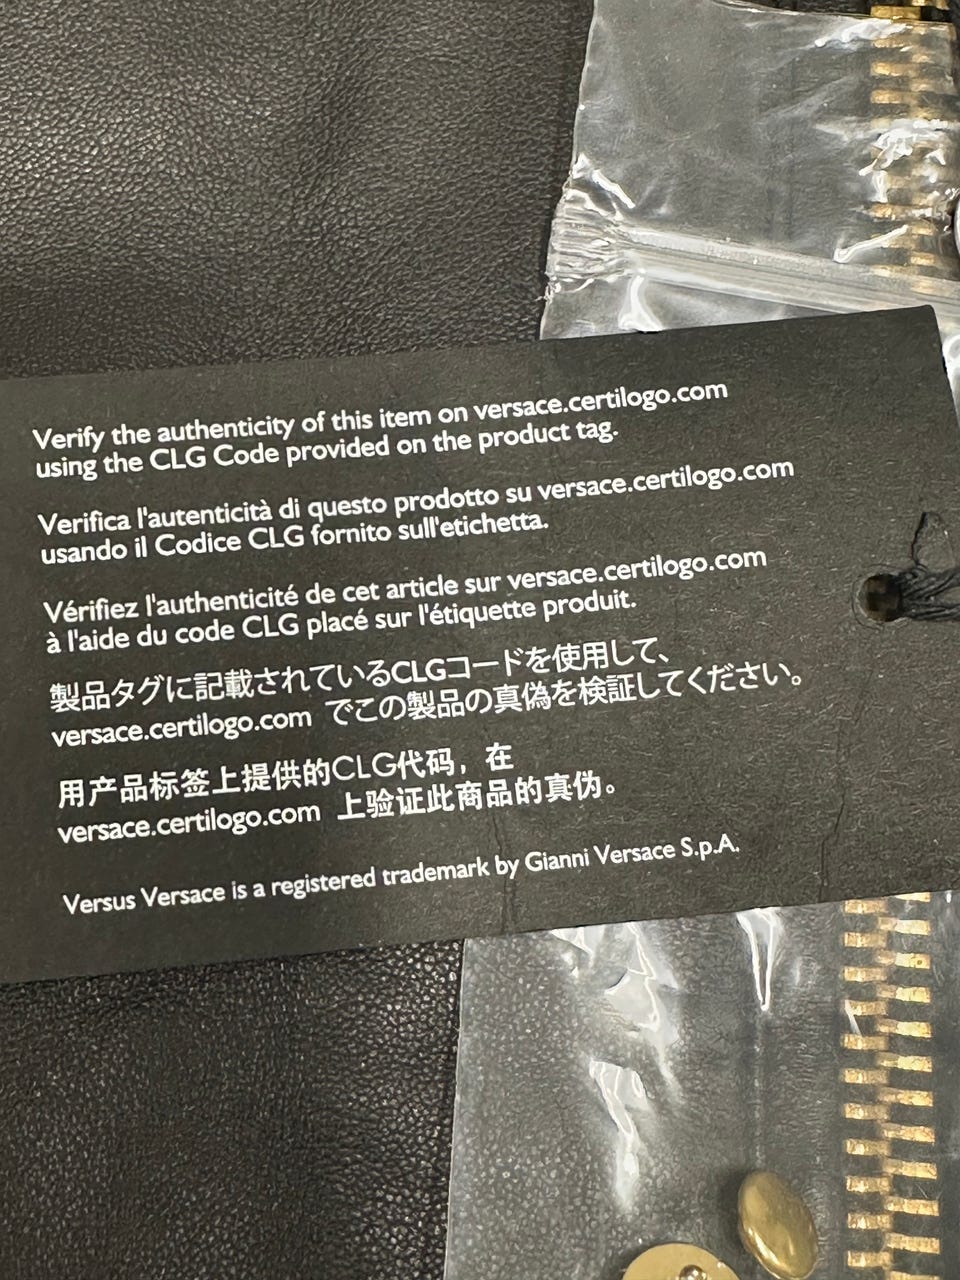 Verify the authenticity of this item on versace.certilogo.com
using the CLG Code provided on the product tag.
Verifica l'autenticità di questo prodotto su versace.certilogo.com
usando il Codice CLG fornito sull'etichetta.
Vérifiez l'authenticité de cet article sur versace.certilogo.com
à l'aide du code CLG placé sur l'étiquette produit.
製品タグに記載されているCLGコードを使用して、
versace.certilogo.com でこの製品の真偽を検証してください。
用产品标签上提供的CLG代码，在
versace.certilogo.com 上验证此商品的真伪。
Versus Versace is a registered trademark by Gianni Versace S.p.A.